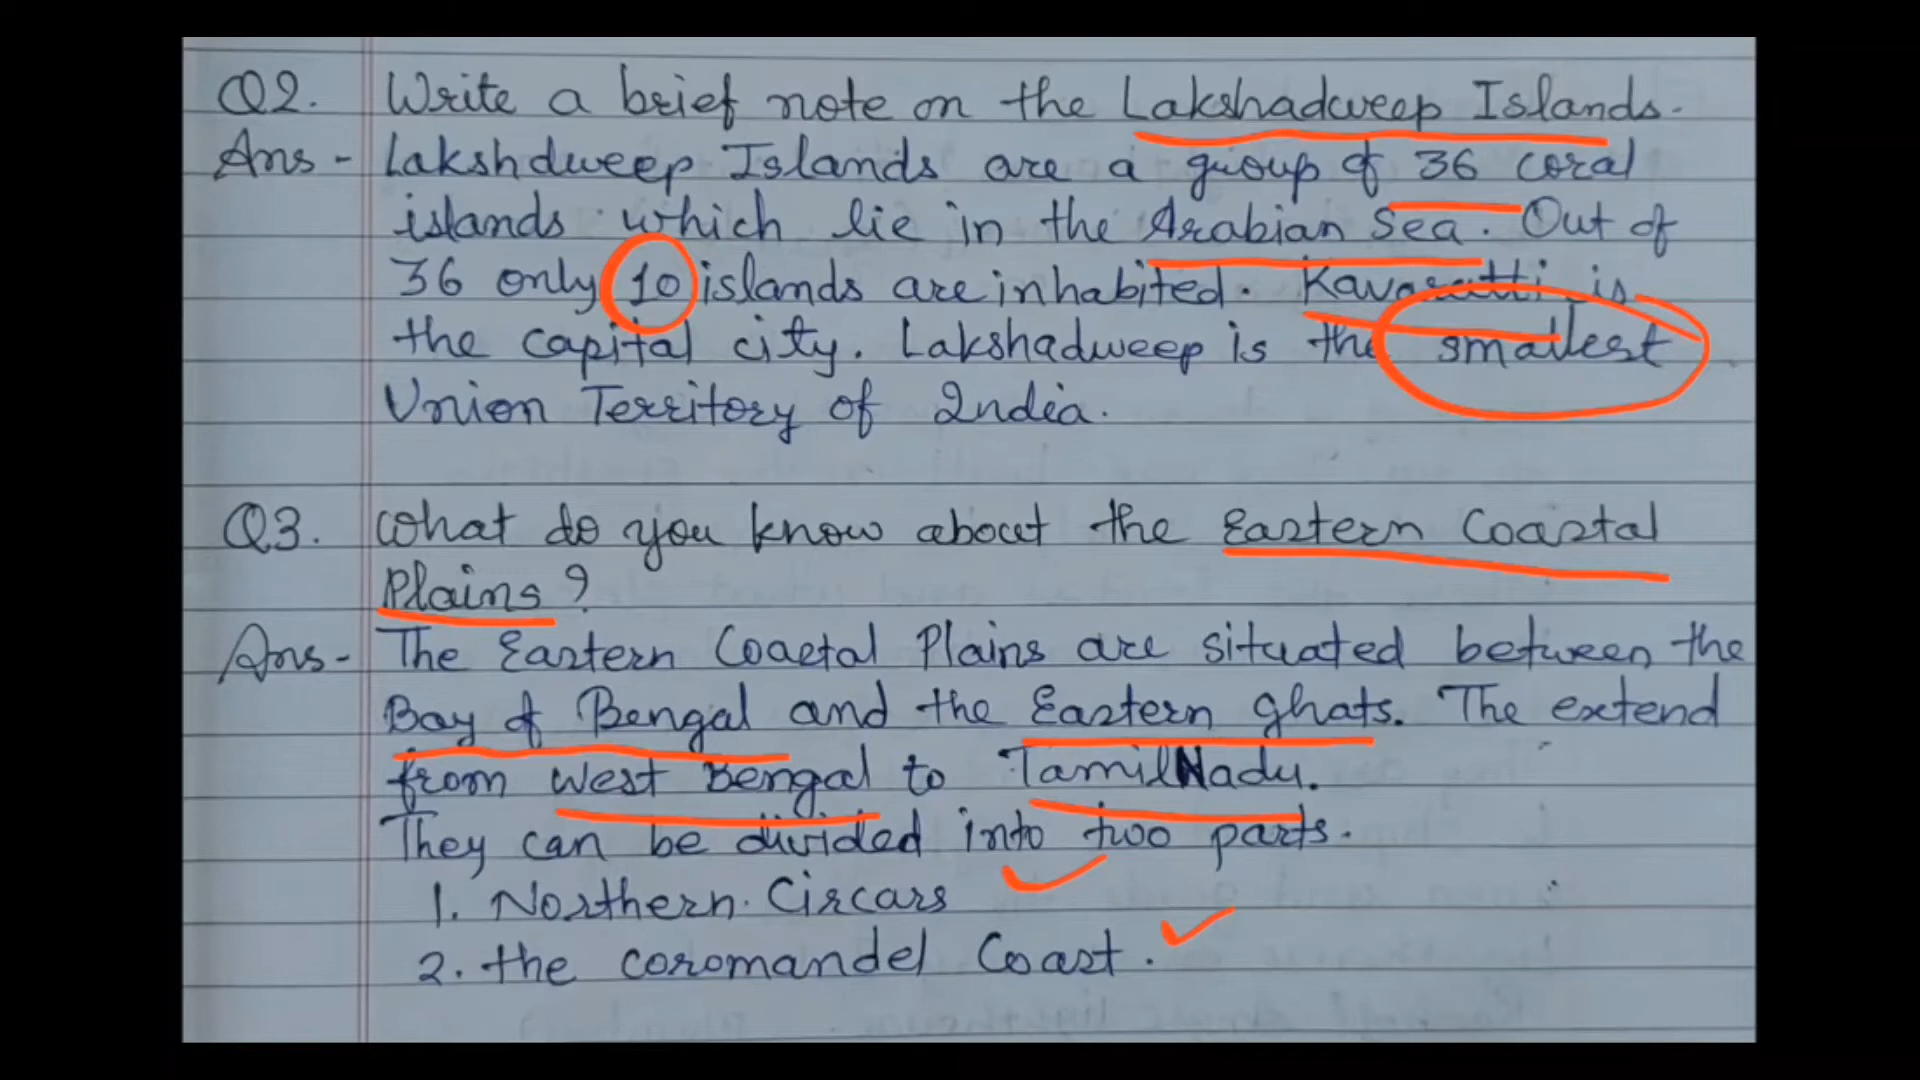 Q2. Write a brief note on the Lakshadweep Islands.
Ans - Lakshdweep Islands are a group of 36 coral
islands which lie in the Arabian Sea. Out of
36 only 10 islands are inhabited. Kavaratti is
the capital city. Lakshadweep is the smallest
Union Territory of India.
Q3. What do you know about the Eastern Coastal
Plains?
Ans - The Eastern Coastal Plains are situated between the
Bay of Bengal and the Eastern ghats. The extend
from West Bengal to TamilNadu.
They can be divided into two parts.
1. Northern Circars
2. the coromandel Coast.